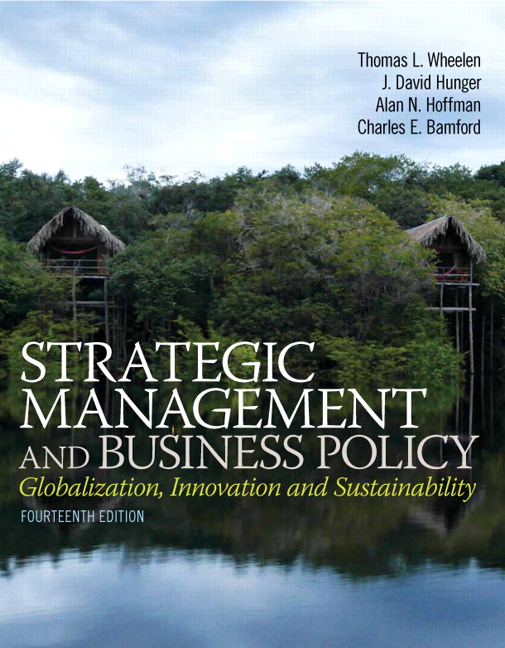 Thomas L. Wheelen
J. David Hunger
Alan N. Hoffman
Charles E. Bamford
STRATEGIC
MANAGEMENT
AND BUSINESS POLICY
Globalization, Innovation and Sustainability
FOURTEENTH EDITION